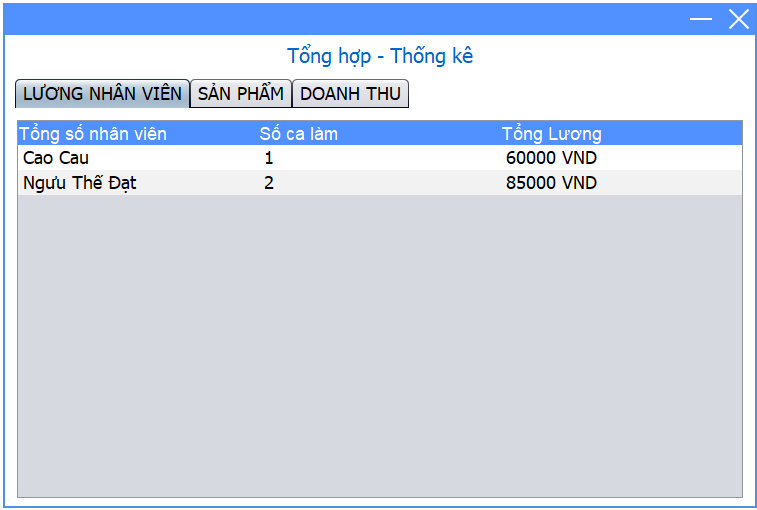 Tổng hợp - Thống kê
LƯƠNG NHÂN VIÊN SẢN PHẨM DOANH THU
Tổng số nhân viên Số ca làm Tổng Lương
Cao Cau 1 60000 VND
Ngưu Thế Đạt 2 85000 VND